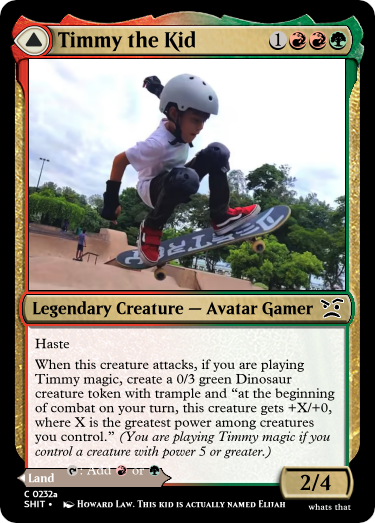 Timy the Kid
1
Legendary Creature — Avatar Gamer
Haste
When this creature attacks, if you are playing
Timmy magic, create a 0/3 green Dinosaur
creature token with trample and “at the beginning
of combat on your turn, this creature gets +X/+0,
where X is the greatest power among creatures
you control.” (You are playing Timmy magic if you
control a creature with power 5 or greater.)
Land
: Add or
2/4
C 0232a
SHIT • Howard Law. This kid is actually named Elijah
whats that